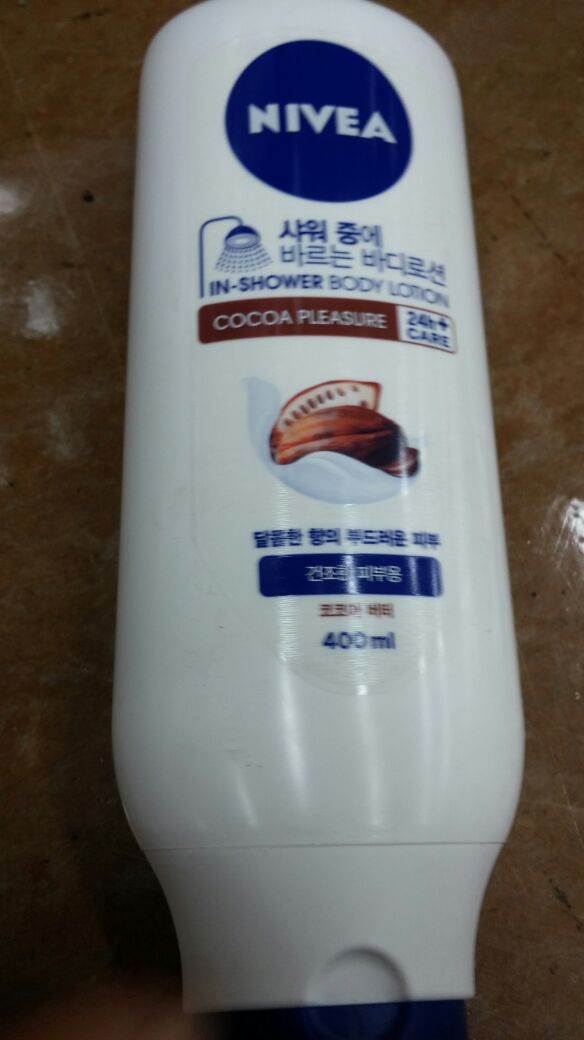 NIVEA
샤워 중에
바르는 바디로션
IN-SHOWER BODY LOTION
COCOA PLEASURE
24h+
CARE
달콤한 향의 부드러운 피부
건조한 피부용
코코아 버터
400 ml